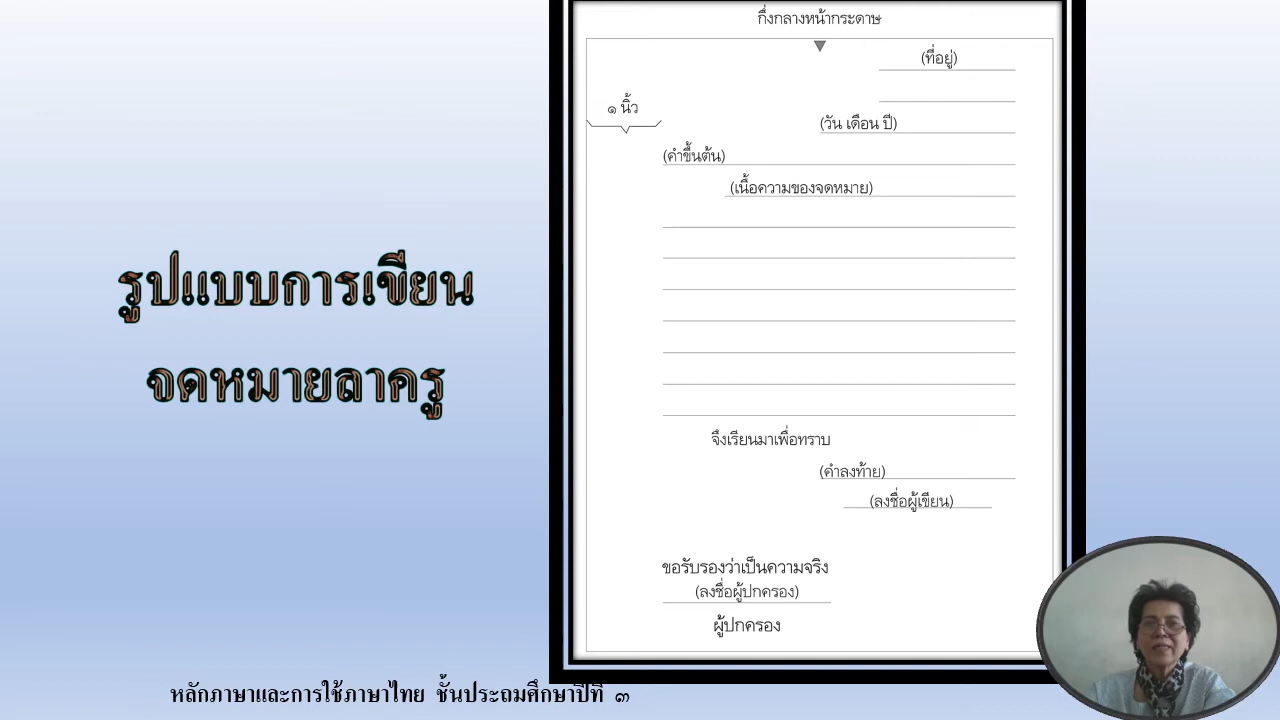 กึ่งกลางหน้ากระดาษ
(ที่อยู่)
๑ นิ้ว
(วัน เดือน ปี)
(คำขึ้นต้น)
(เนื้อความของจดหมาย)
รูปแบบการเขียน
จดหมายลาครู
จึงเรียนมาเพื่อทราบ
(คำลงท้าย)
(ลงชื่อผู้เขียน)
ขอรับรองว่าเป็นความจริง
(ลงชื่อผู้ปกครอง)
ผู้ปกครอง
หลักภาษาและการใช้ภาษาไทย ชั้นประถมศึกษาปีที่ ๓